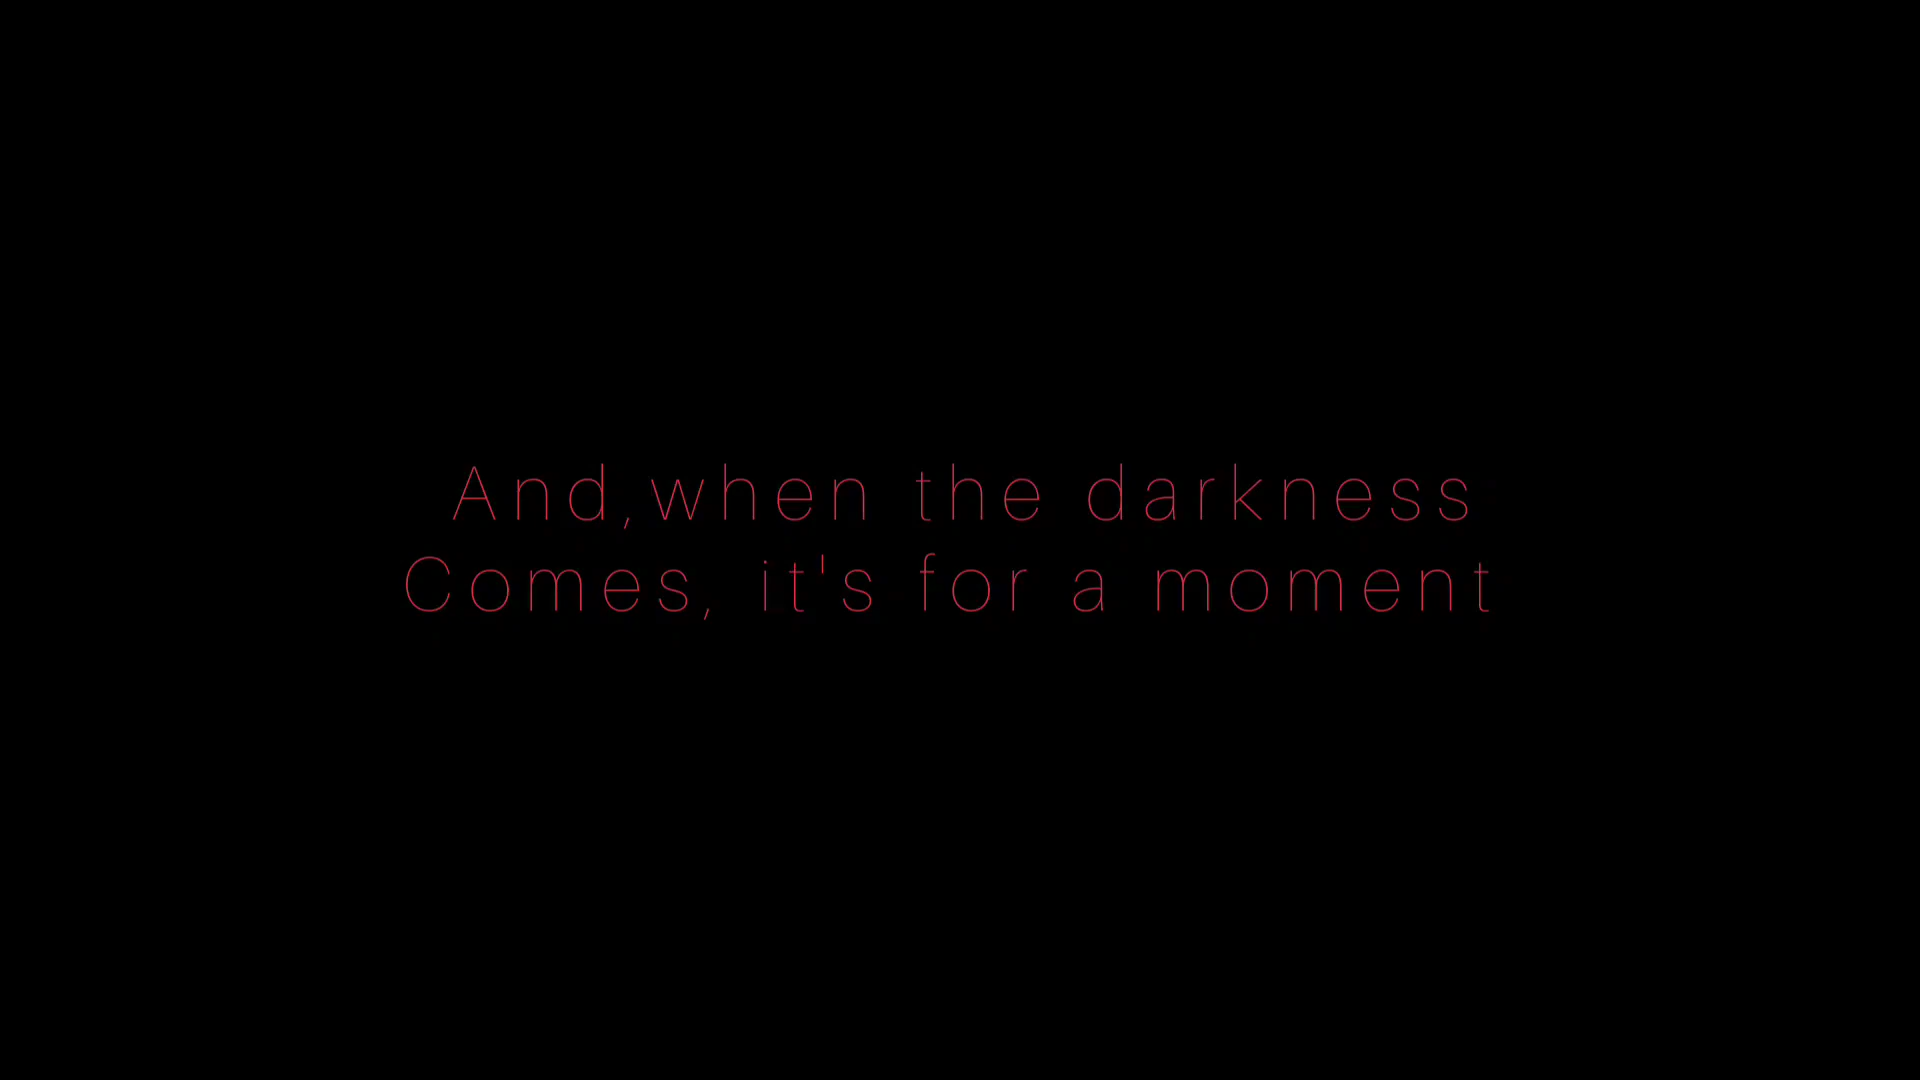 And,when the darkness
Comes, it's for a moment